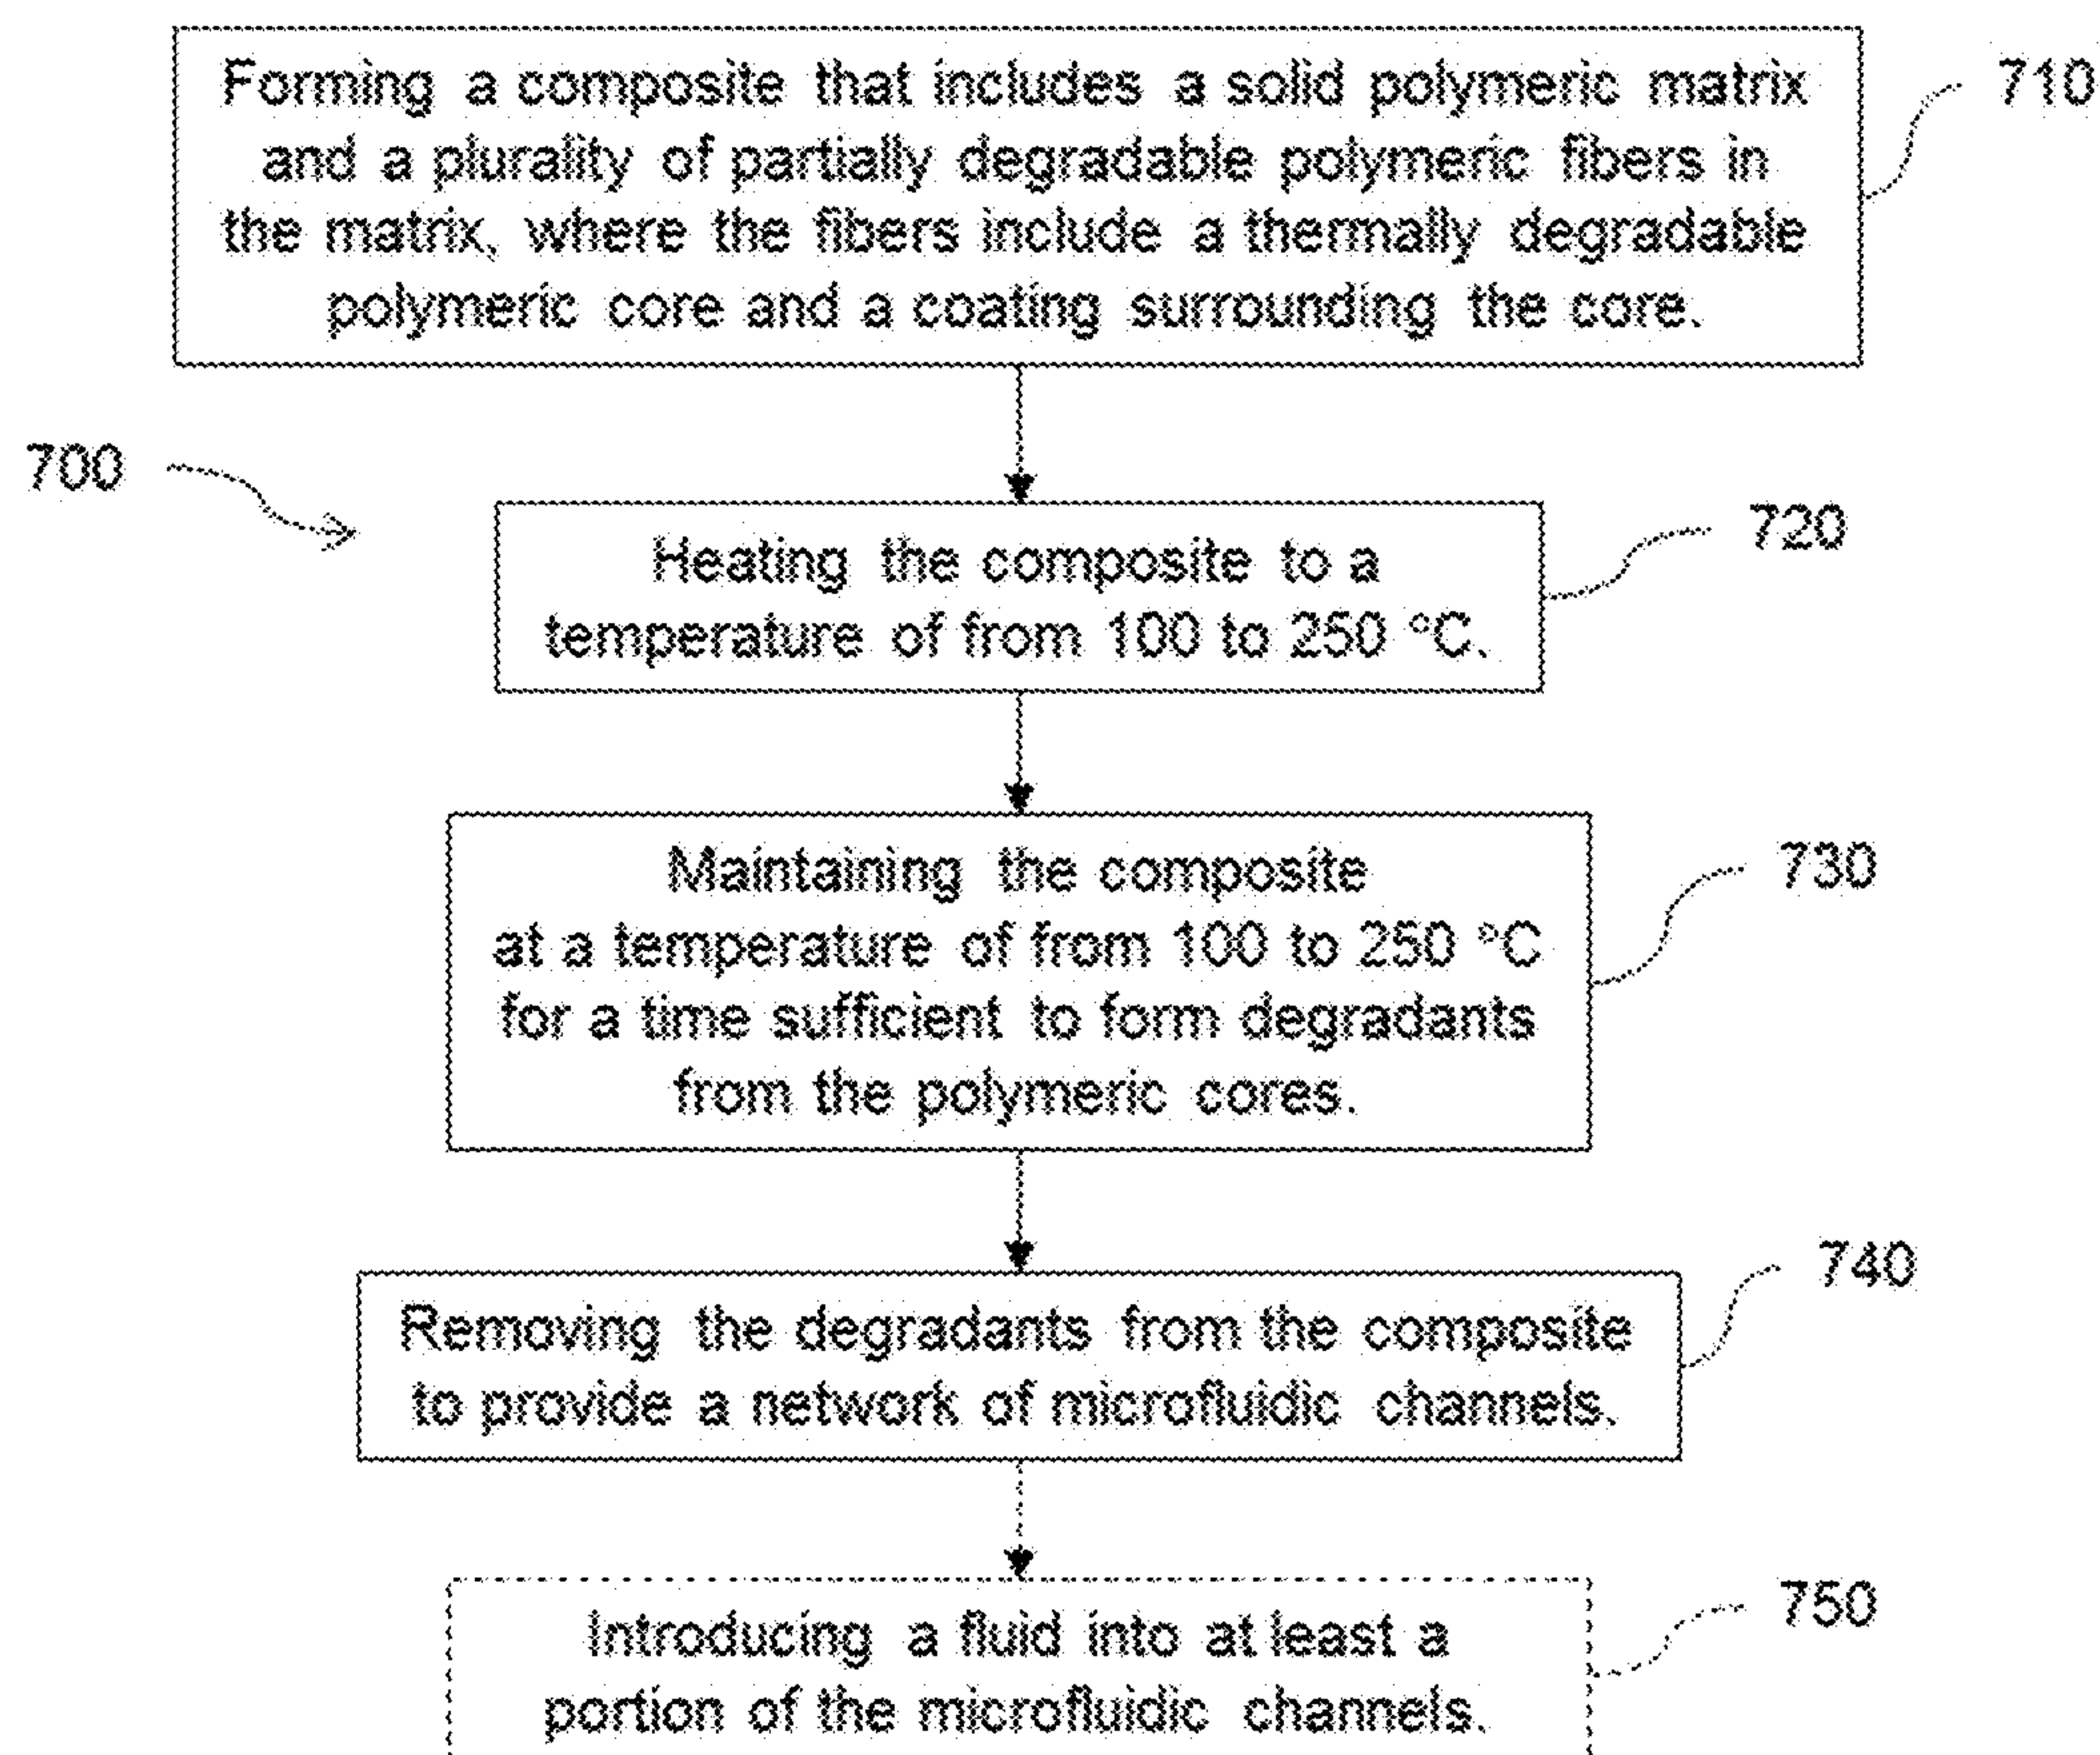 Forming a composite that includes a solid polymeric matrix
and a plurality of partially degradable polymeric fibers in
the matrix, where the fibers include a thermally degradable
polymeric core and a coating surrounding the core.
710
700
Heating the composite to a
temperature of from 100 to 250 °C.
720
Maintaining the composite
at a temperature of from 100 to 250 °C
for a time sufficient to form degradants
from the polymeric cores.
730
Removing the degradants from the composite
to provide a network of microfluidic channels.
740
Introducing a fluid into at least a
portion of the microfluidic channels.
750